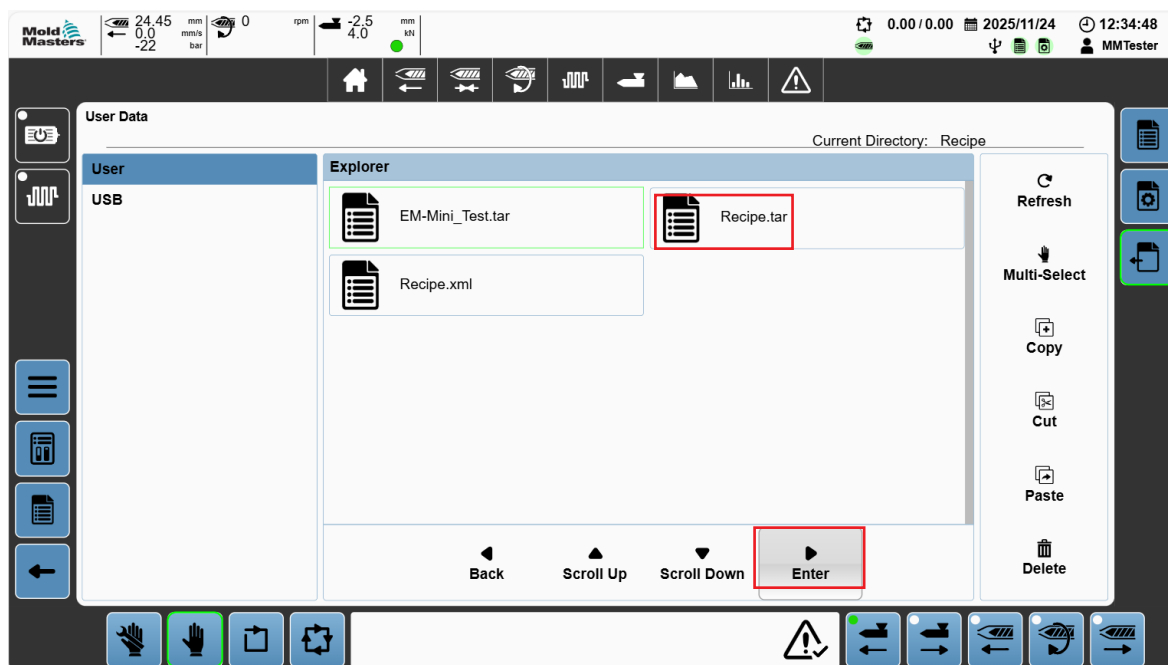 Mold
Masters
24.45 mm
0.0 mm/s
-22 bar
0 rpm
-2.5 mm
4.0 kN
0.00 / 0.00
2025/11/24
12:34:48
MMTester
User Data
Current Directory: Recipe
User
USB
Explorer
EM-Mini_Test.tar
Recipe.tar
Recipe.xml
Back
Scroll Up
Scroll Down
Enter
Refresh
Multi-Select
Copy
Cut
Paste
Delete